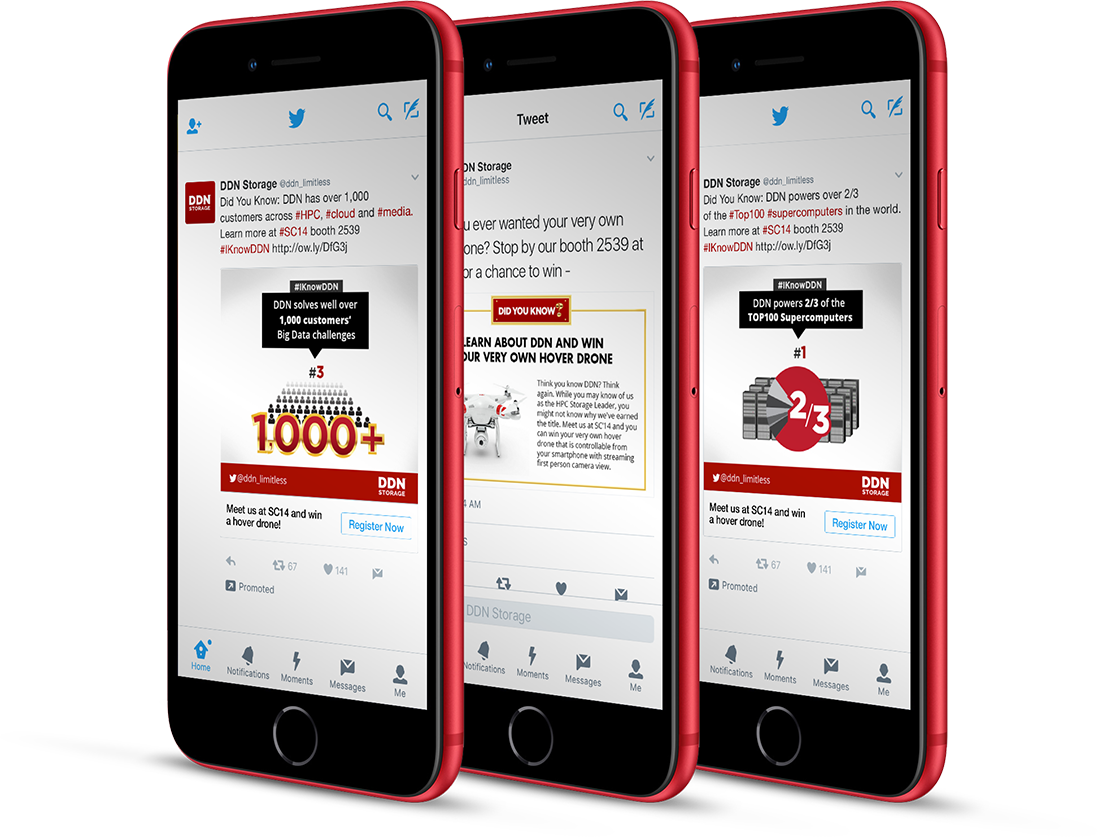 DDN
STORAGE
DDN Storage @ddn_limitless
Did You Know: DDN has over 1,000
customers across #HPC, #cloud and #media.
Learn more at #SC14 booth 2539
#IKnowDDN http://ow.ly/DfG3j
#IKnowDDN
DDN solves well over
1,000 customers'
Big Data challenges
#3
1,000+
@ddn_limitless
DDN
STORAGE
Meet us at SC14 and win
a hover drone!
Register Now
67
141
Promoted
Home
Notifications
Moments
Messages
Me
Tweet
DN Storage
ddn_limitless
u ever wanted your very own
one? Stop by our booth 2539 at
or a chance to win -
DID YOU KNOW?
EARN ABOUT DDN AND WIN
OUR VERY OWN HOVER DRONE
Think you know DDN? Think
again. While you may know of us
as the HPC Storage Leader, you
might not know why we've earned
the title. Meet us at SC'14 and you
can win your very own hover
drone that is controllable from
your smartphone with streaming
first person camera view.
4 AM
S
DDN Storage
Notifications
Moments
Messages
Me
DDN Storage @ddn_limitless
Did You Know: DDN powers over 2/3
of the #Top100 #supercomputers in the world.
Learn more at #SC14 booth 2539
#IKnowDDN http://ow.ly/DfG3j
#IKnowDDN
DDN powers 2/3 of the
TOP100 Supercomputers
#1
2/3
@ddn_limitless
DDN
STORAGE
Meet us at SC14 and win
a hover drone!
Register Now
67
141
Promoted
Notifications
Moments
Messages
Me